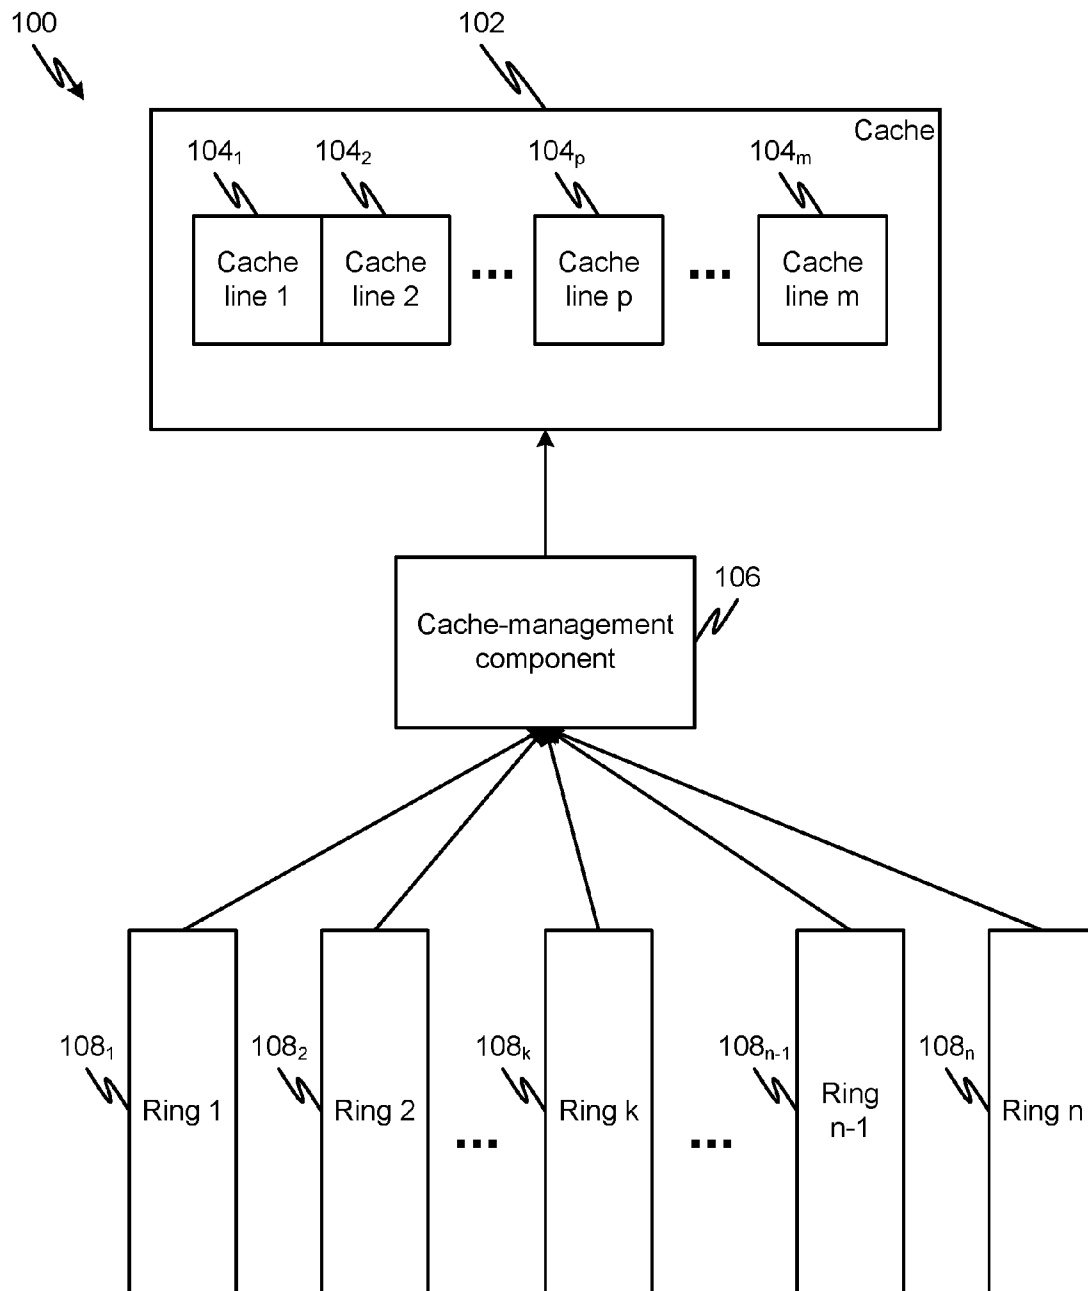 100
102
Cache
104₁
104₂
104ₚ
104ₘ
Cache
line 1
Cache
line 2
...
Cache
line p
...
Cache
line m
106
Cache-management
component
108₁
108₂
108ₖ
108ₙ₋₁
108ₙ
Ring 1
Ring 2
...
Ring k
...
Ring
n-1
Ring n